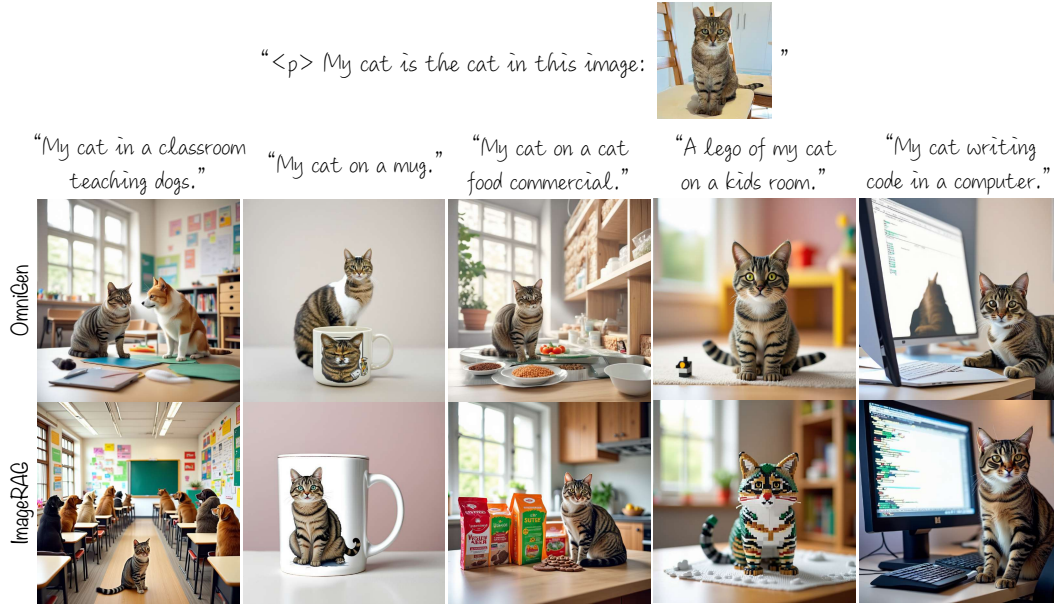 “<p> My cat is the cat in this image: ”
“My cat in a classroom
teaching dogs.”
“My cat on a mug.”
“My cat on a cat
food commercial.”
“A lego of my cat
on a kids room.”
“My cat writing
code in a computer.”
OmniGen
ImageRAG